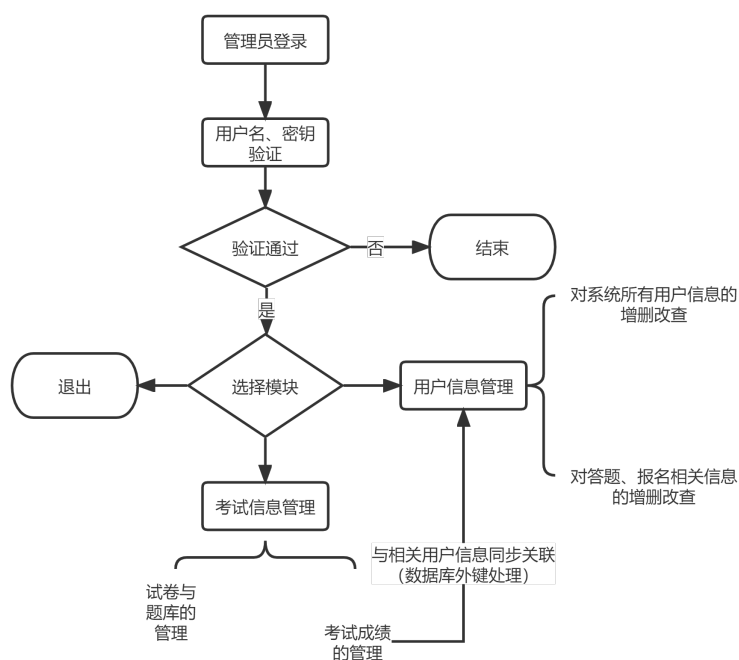 管理员登录
用户名、密钥
验证
验证通过
否
结束
是
对系统所有用户信息的
增删改查
退出
选择模块
用户信息管理
对答题、报名相关信息
的增删改查
考试信息管理
与相关用户信息同步关联
（数据库外键处理）
试卷与
题库的
管理
考试成绩
的管理